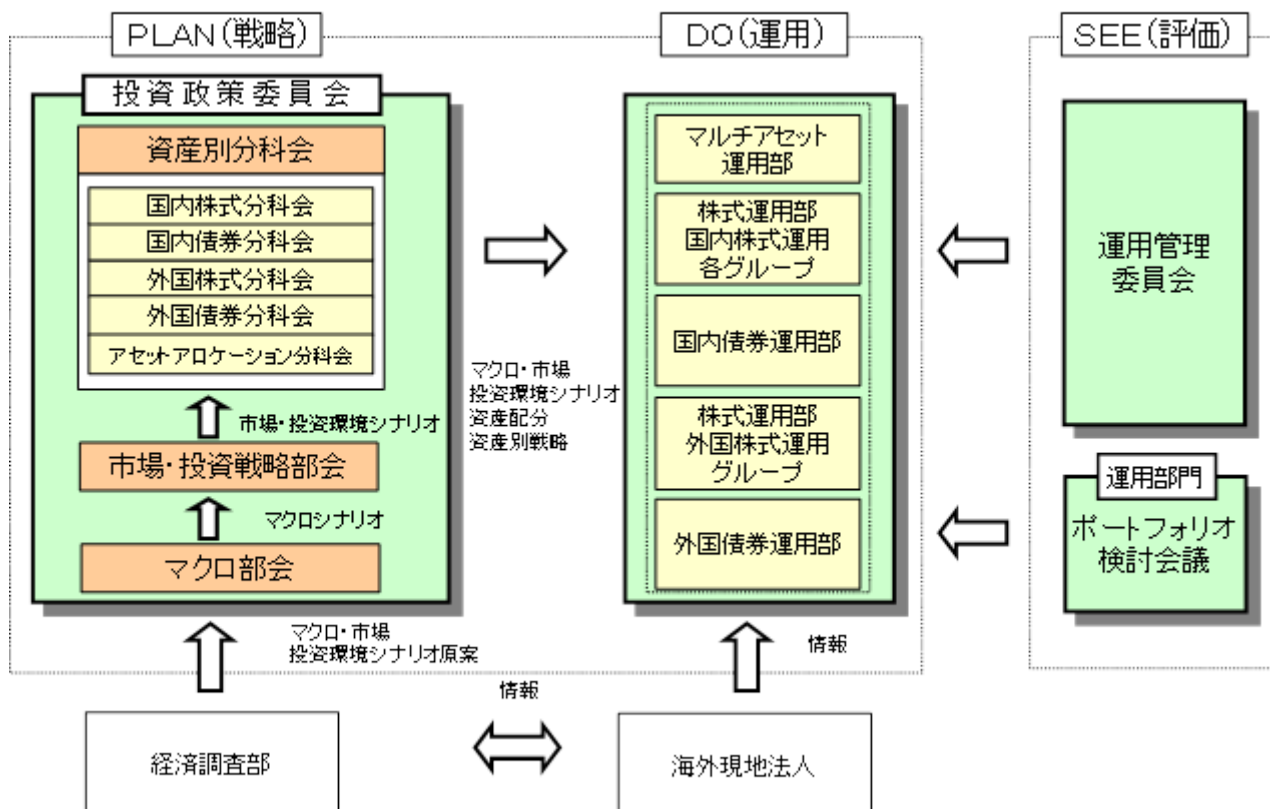 PLAN(戦略)
投資政策委員会
資産別分科会
国内株式分科会
国内債券分科会
外国株式分科会
外国債券分科会
アセットアロケーション分科会
市場・投資環境シナリオ
市場・投資戦略部会
マクロシナリオ
マクロ部会
マクロ・市場
投資環境シナリオ
資産配分
資産別戦略
DO(運用)
マルチアセット
運用部
株式運用部
国内株式運用
各グループ
国内債券運用部
株式運用部
外国株式運用
グループ
外国債券運用部
SEE(評価)
運用管理
委員会
運用部門
ポートフォリオ
検討会議
マクロ・市場
投資環境シナリオ原案
情報
情報
経済調査部
海外現地法人